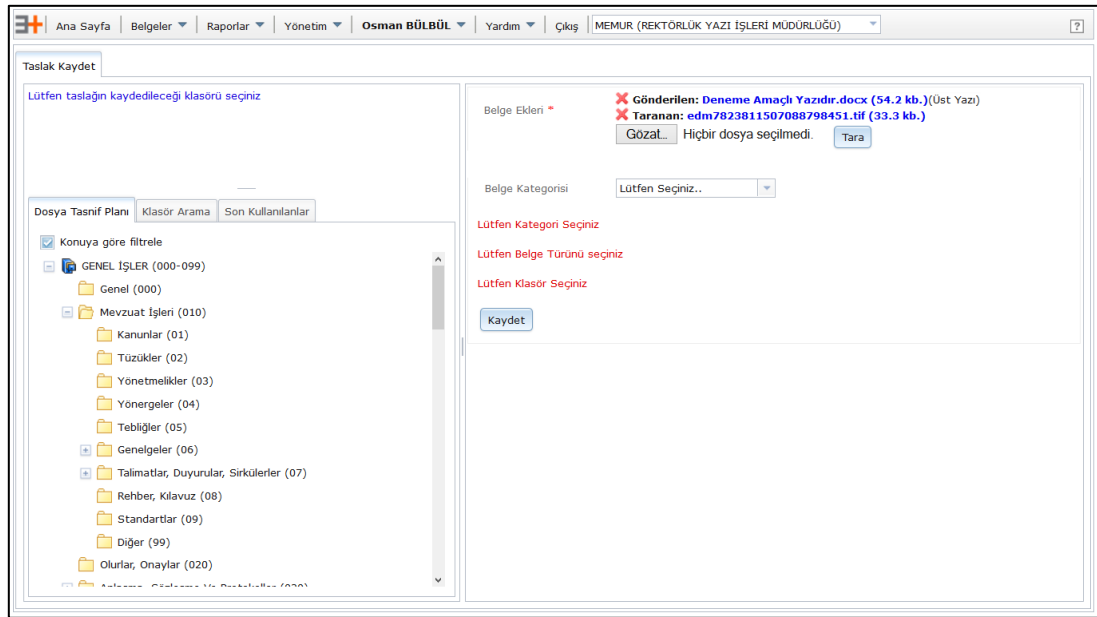 Ana Sayfa Belgeler Raporlar Yönetim Osman BÜLBÜL Yardım Çıkış MEMUR (REKTÖRLÜK YAZI İŞLERİ MÜDÜRLÜĞÜ) ?
Taslak Kaydet
Lütfen taslağın kaydedileceği klasörü seçiniz
Dosya Tasnif Planı Klasör Arama Son Kullanılanlar
Konuya göre filtrele
GENEL İŞLER (000-099)
Genel (000)
Mevzuat İşleri (010)
Kanunlar (01)
Tüzükler (02)
Yönetmelikler (03)
Yönergeler (04)
Tebliğler (05)
Genelgeler (06)
Talimatlar, Duyurular, Sirkülerler (07)
Rehber, Kılavuz (08)
Standartlar (09)
Diğer (99)
Olurlar, Onaylar (020)
Anlaşma, Sözleşme Ve Protokoller (030)
Belge Ekleri *
Gönderilen: Deneme Amaçlı Yazıdır.docx (54.2 kb.)(Üst Yazı)
Taranan: edm7823811507088798451.tif (33.3 kb.)
Gözat... Hiçbir dosya seçilmedi. Tara
Belge Kategorisi Lütfen Seçiniz..
Lütfen Kategori Seçiniz
Lütfen Belge Türünü seçiniz
Lütfen Klasör Seçiniz
Kaydet